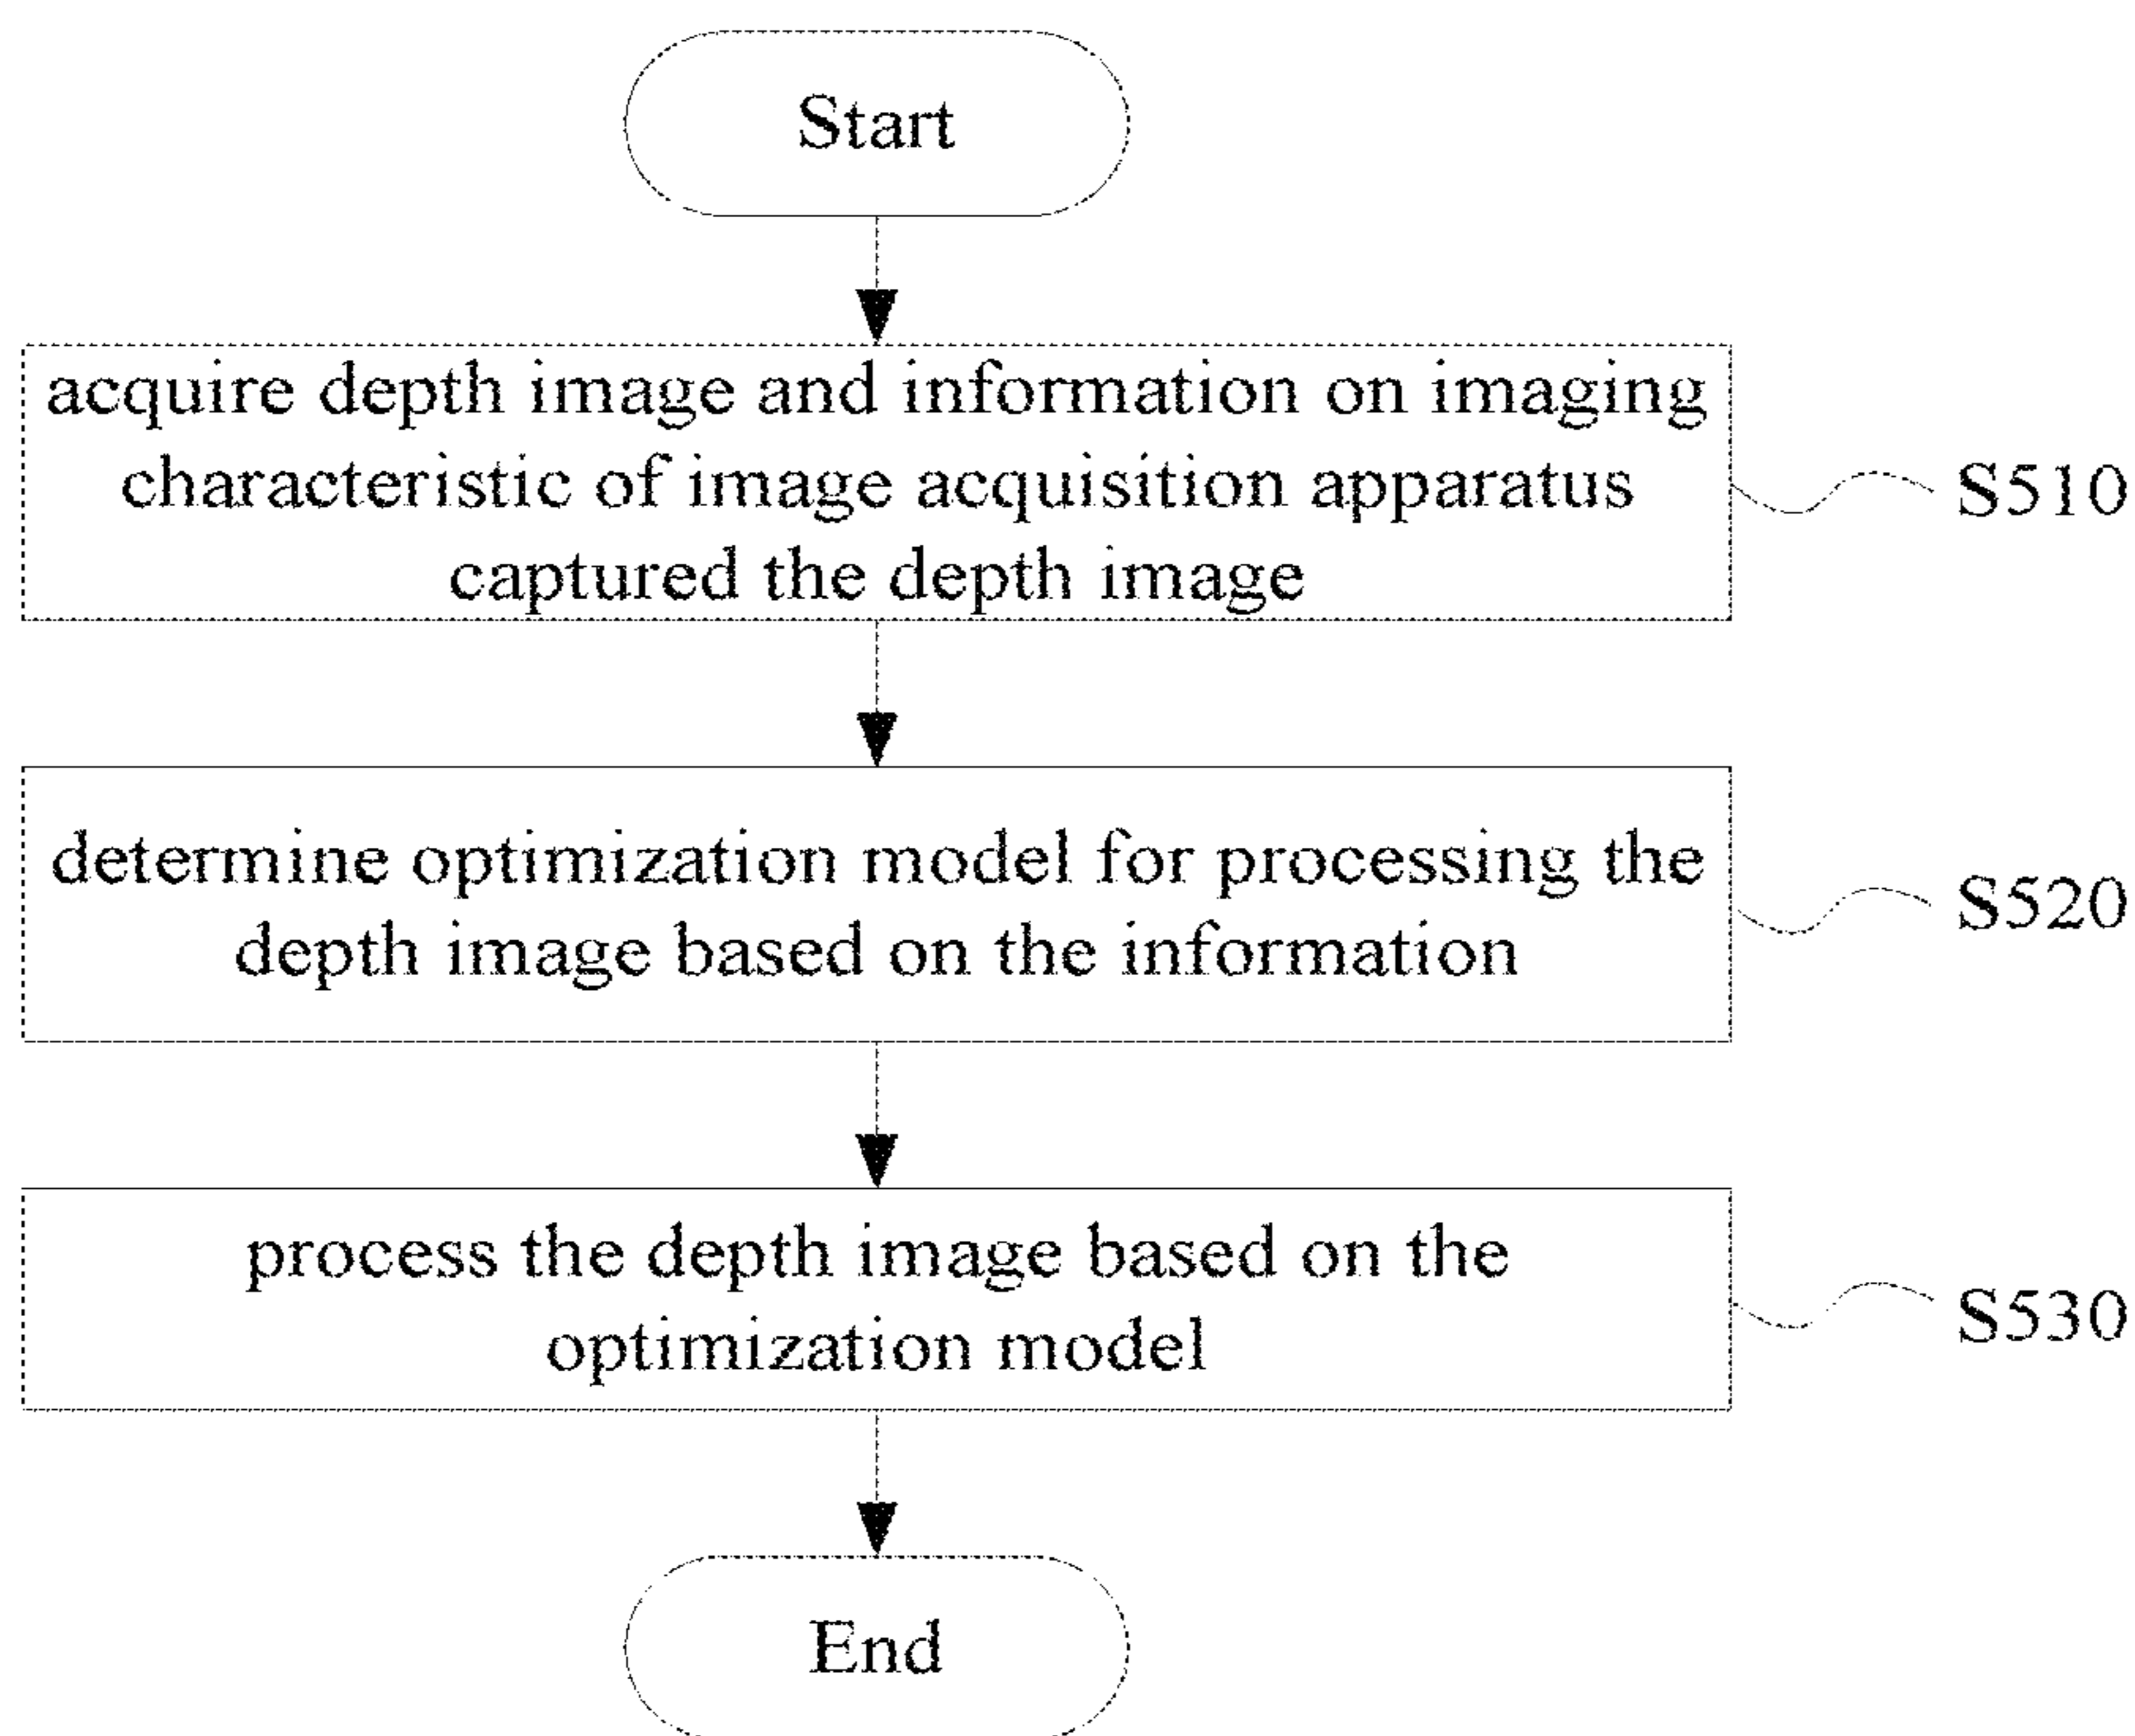 Start
acquire depth image and information on imaging
characteristic of image acquisition apparatus
captured the depth image
S510
determine optimization model for processing the
depth image based on the information
S520
process the depth image based on the
optimization model
S530
End